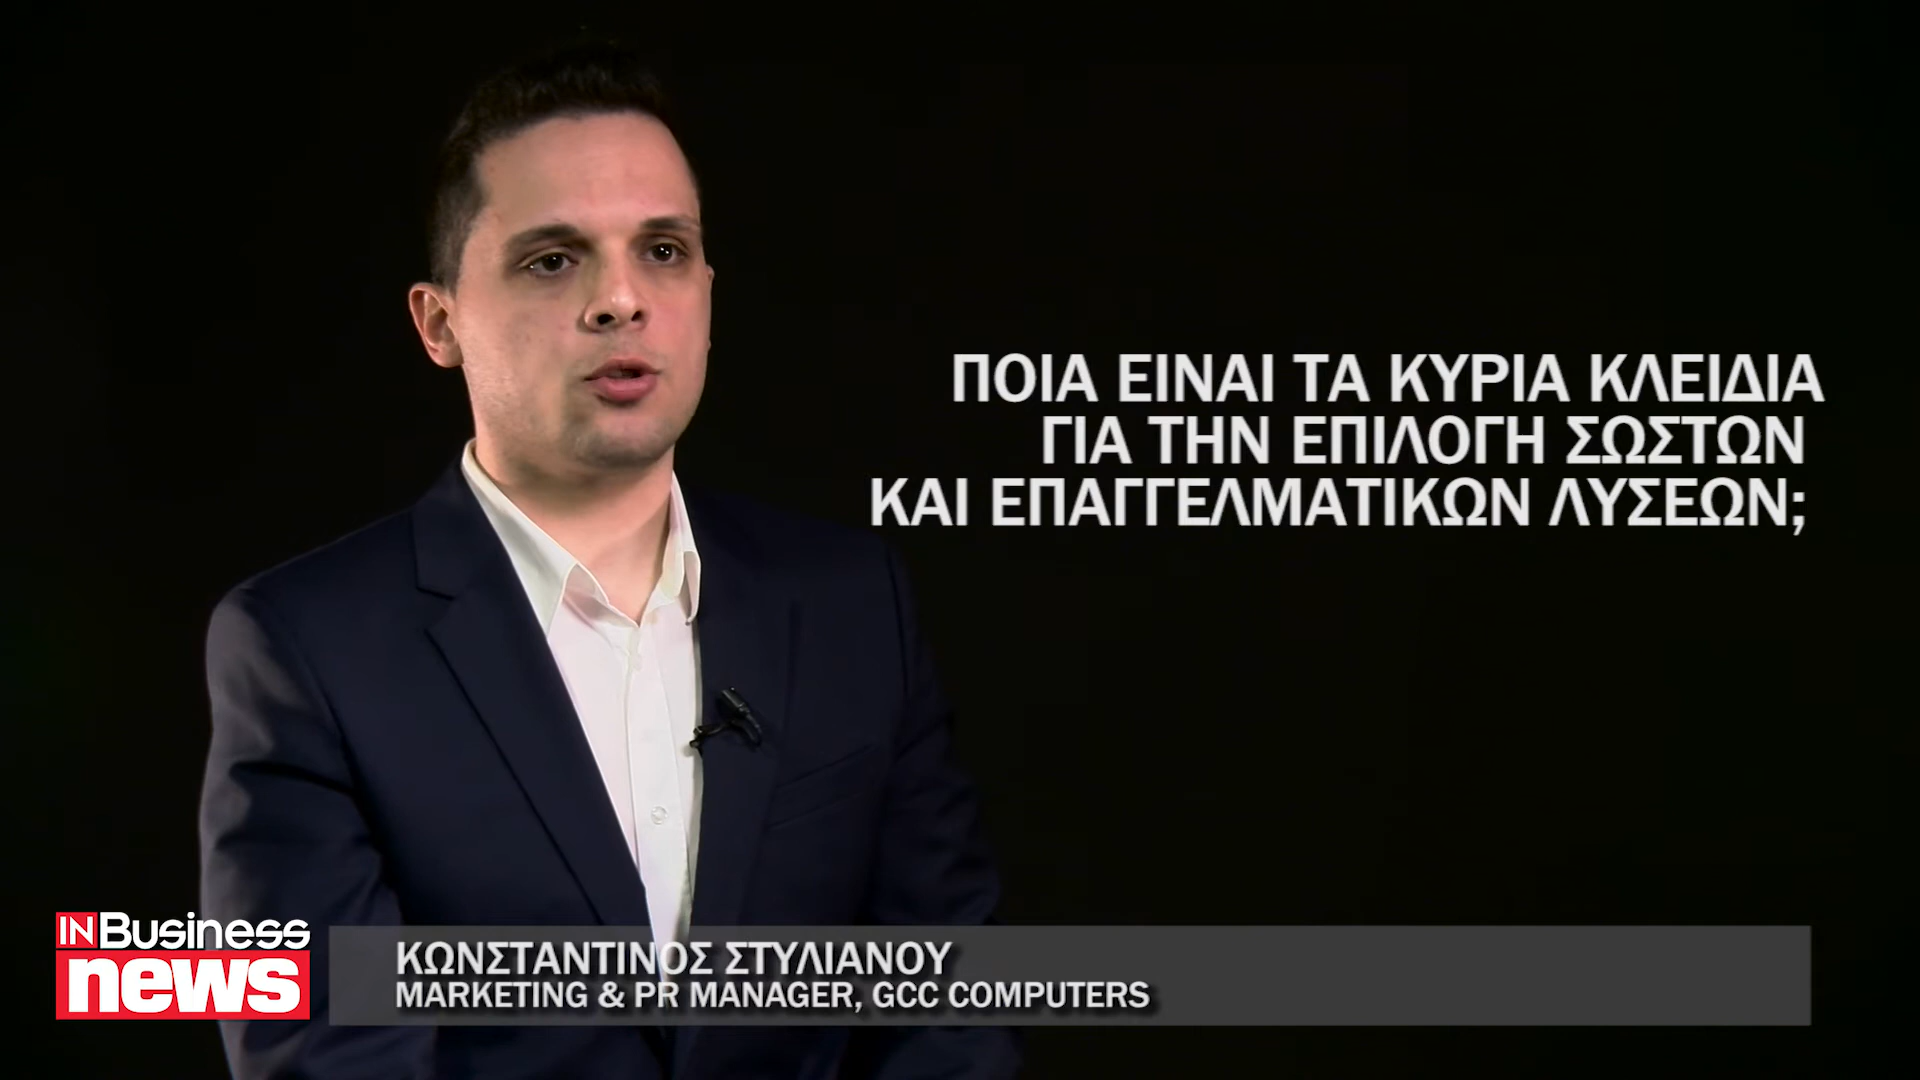 ΠΟΙΑ ΕΙΝΑΙ ΤΑ ΚΥΡΙΑ ΚΛΕΙΔΙΑ
ΓΙΑ ΤΗΝ ΕΠΙΛΟΓΗ ΣΩΣΤΩΝ
ΚΑΙ ΕΠΑΓΓΕΛΜΑΤΙΚΩΝ ΛΥΣΕΩΝ;
INBusiness
news
ΚΩΝΣΤΑΝΤΙΝΟΣ ΣΤΥΛΙΑΝΟΥ
MARKETING & PR MANAGER, GCC COMPUTERS